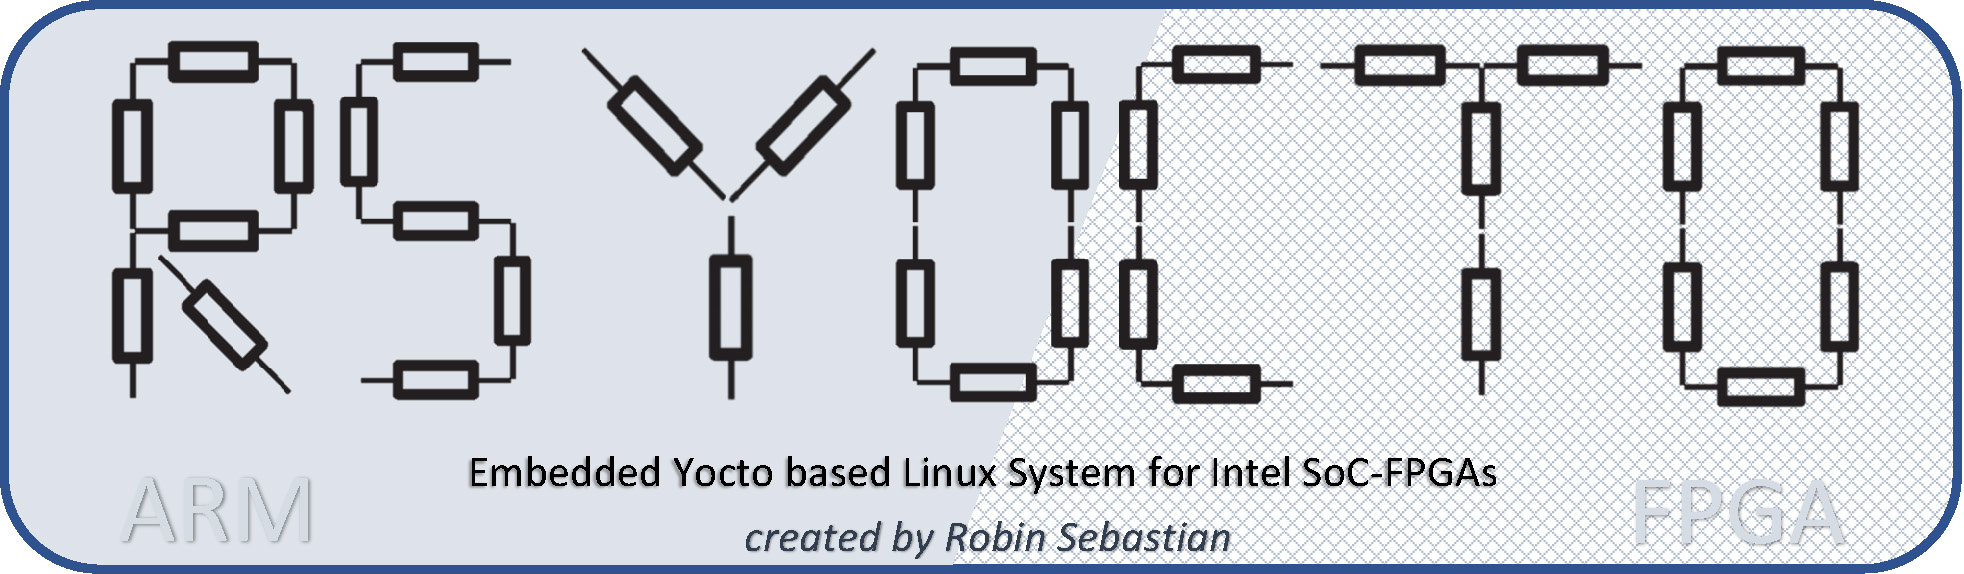 RSYOCTO
Embedded Yocto based Linux System for Intel SoC-FPGAs
ARM
FPGA
created by Robin Sebastian